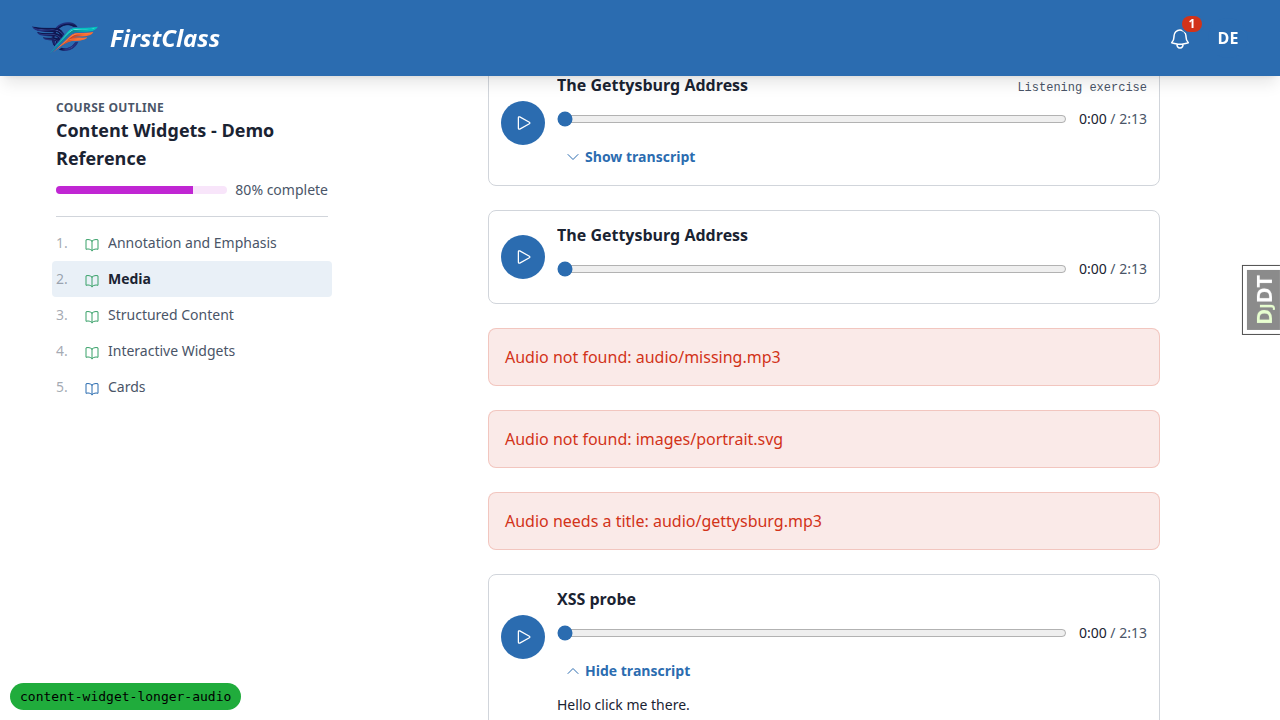 FirstClass
1
DE
COURSE OUTLINE
Content Widgets - Demo
Reference
80% complete
1. Annotation and Emphasis
2. Media
3. Structured Content
4. Interactive Widgets
5. Cards
The Gettysburg Address
Listening exercise
0:00 / 2:13
Show transcript
The Gettysburg Address
0:00 / 2:13
Audio not found: audio/missing.mp3
Audio not found: images/portrait.svg
Audio needs a title: audio/gettysburg.mp3
XSS probe
0:00 / 2:13
Hide transcript
Hello click me there.
DJDT
content-widget-longer-audio